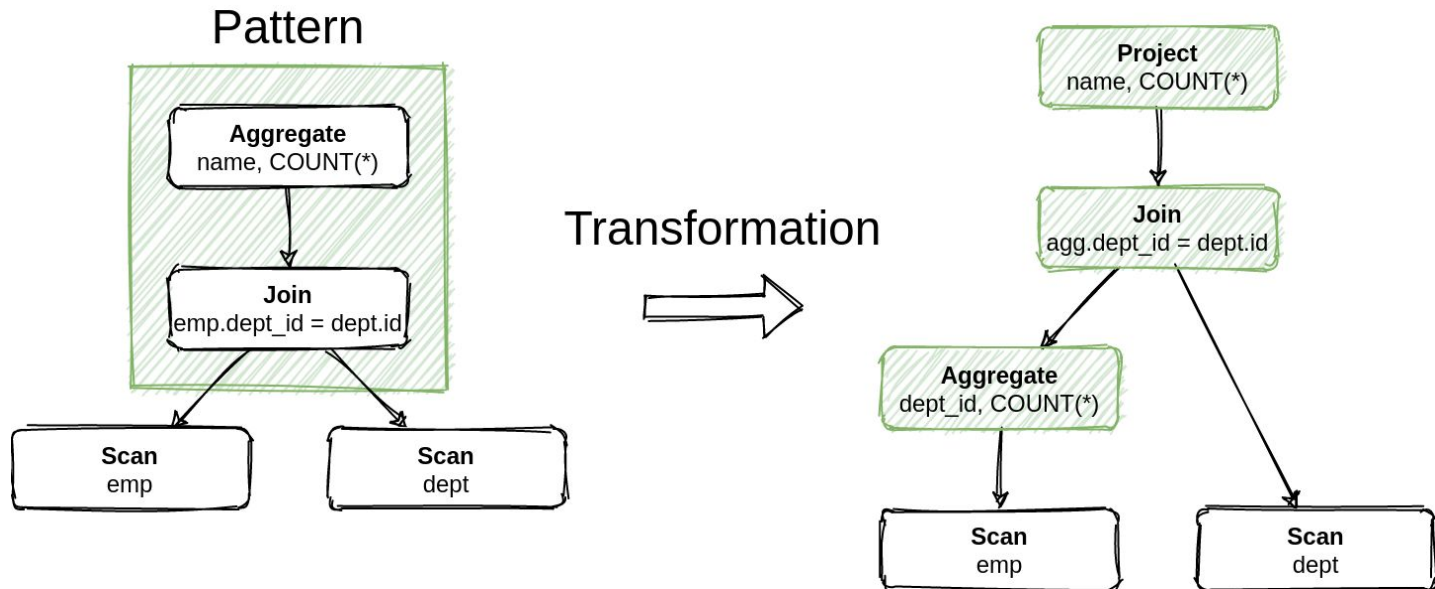 Pattern
Aggregate
name, COUNT(*)
Join
emp.dept_id = dept.id
Scan
emp
Scan
dept
Transformation
Project
name, COUNT(*)
Join
agg.dept_id = dept.id
Aggregate
dept_id, COUNT(*)
Scan
emp
Scan
dept